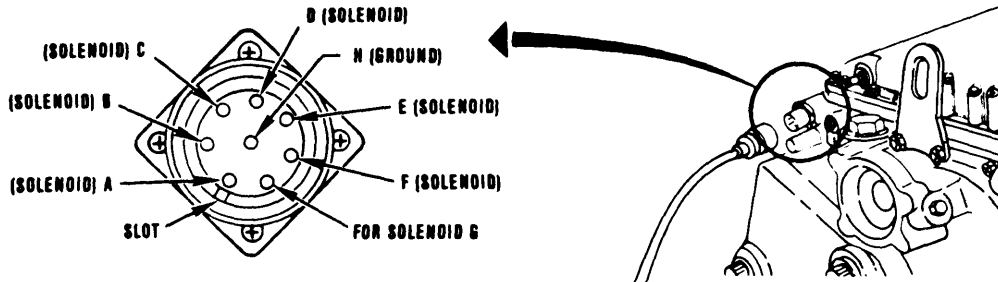 D (SOLENOID)
(SOLENOID) C
N (GROUND)
(SOLENOID) B
E (SOLENOID)
(SOLENOID) A
F (SOLENOID)
SLOT
FOR SOLENOID G